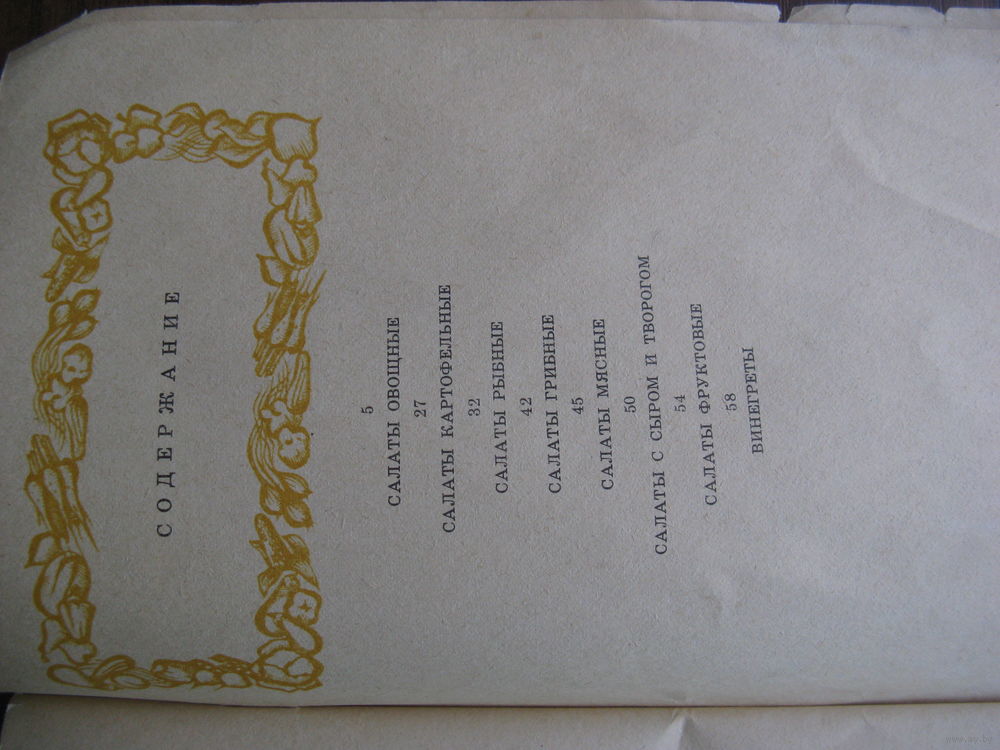 СОДЕРЖАНИЕ
5
САЛАТЫ ОВОЩНЫЕ
27
САЛАТЫ КАРТОФЕЛЬНЫЕ
32
САЛАТЫ РЫБНЫЕ
42
САЛАТЫ ГРИБНЫЕ
45
САЛАТЫ МЯСНЫЕ
50
САЛАТЫ С СЫРОМ И ТВОРОГОМ
54
САЛАТЫ ФРУКТОВЫЕ
58
ВИНЕГРЕТЫ